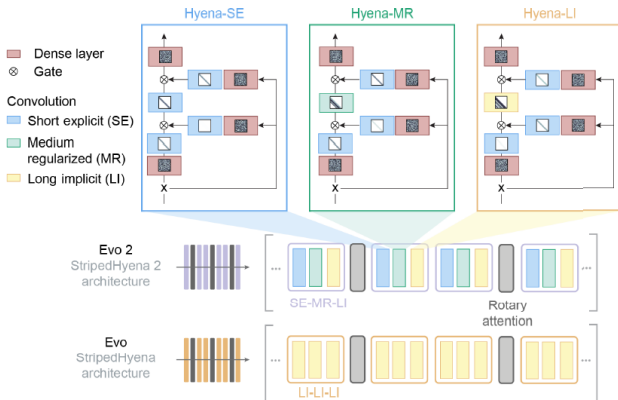 Hyena-SE
Hyena-MR
Hyena-LI
Dense layer
Gate
Convolution
Short explicit (SE)
Medium
regularized (MR)
Long implicit (LI)
x
x
x
Evo 2
StripedHyena 2
architecture
...
...
SE-MR-LI
Rotary
attention
Evo
StripedHyena
architecture
...
...
LI-LI-LI